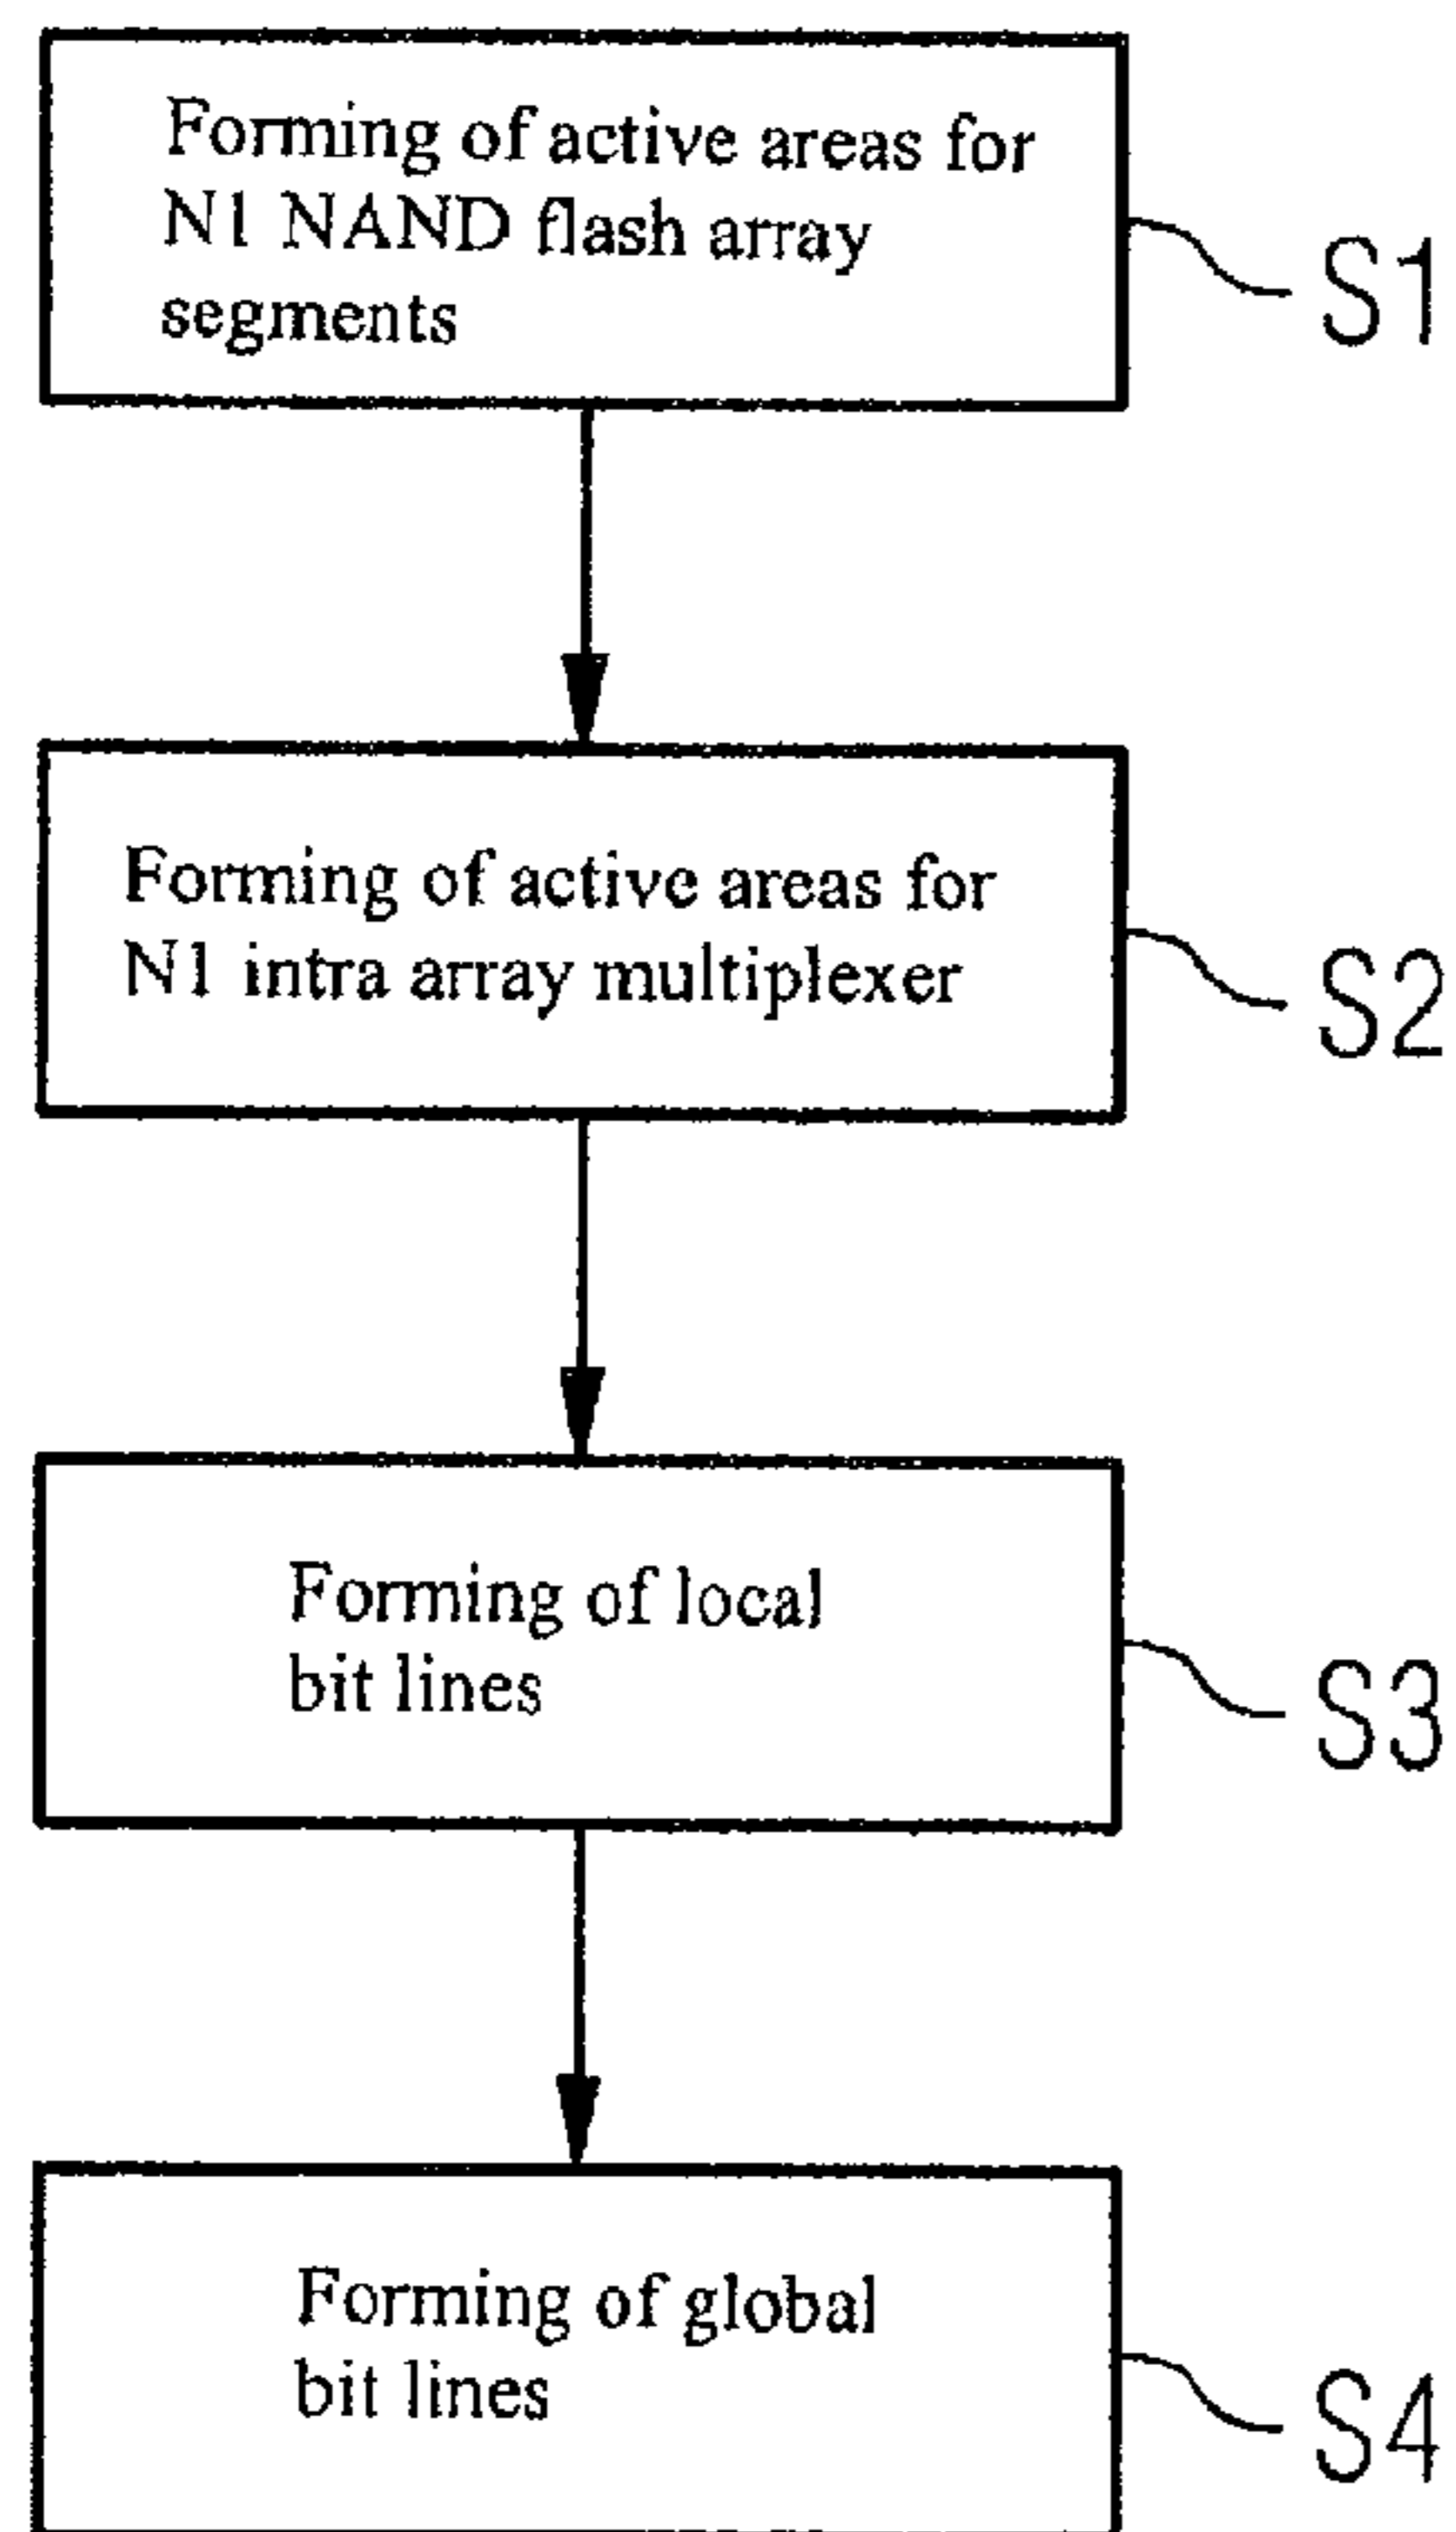 Forming of active areas for
N1 NAND flash array
segments
S1
Forming of active areas for
N1 intra array multiplexer
S2
Forming of local
bit lines
S3
Forming of global
bit lines
S4